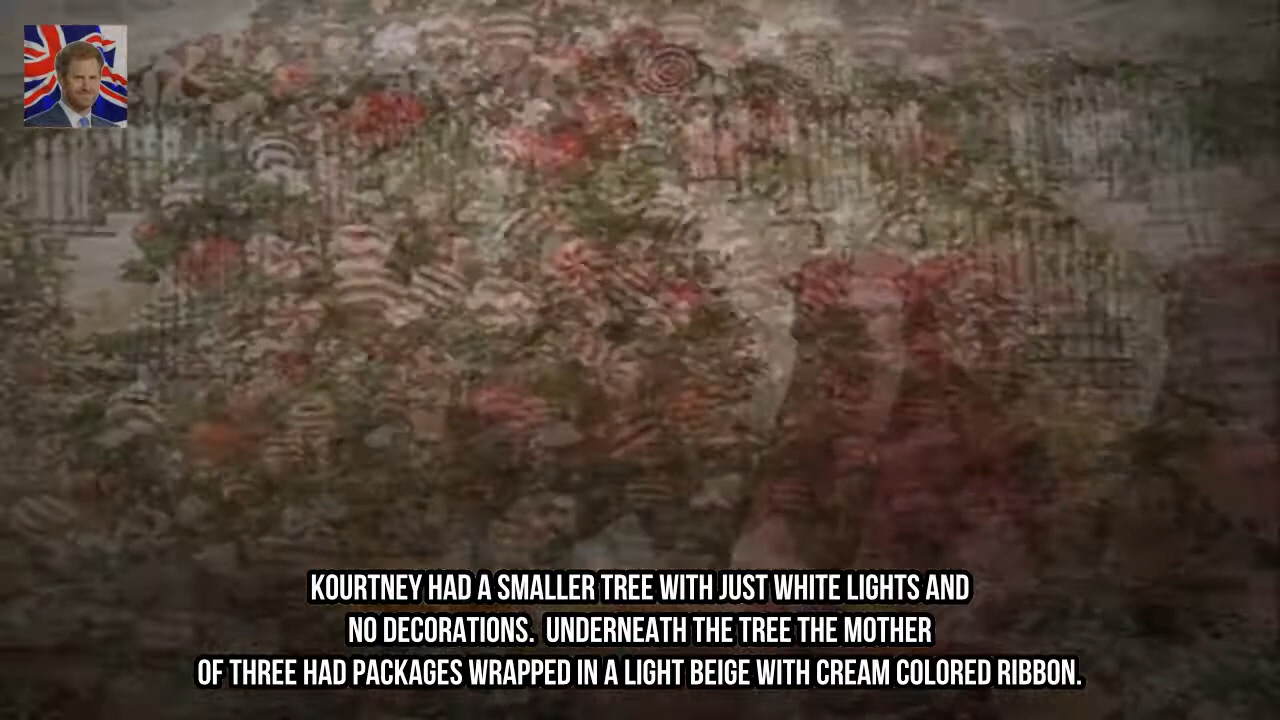 KOURTNEY HAD A SMALLER TREE WITH JUST WHITE LIGHTS AND
NO DECORATIONS. UNDERNEATH THE TREE THE MOTHER
OF THREE HAD PACKAGES WRAPPED IN A LIGHT BEIGE WITH CREAM COLORED RIBBON.